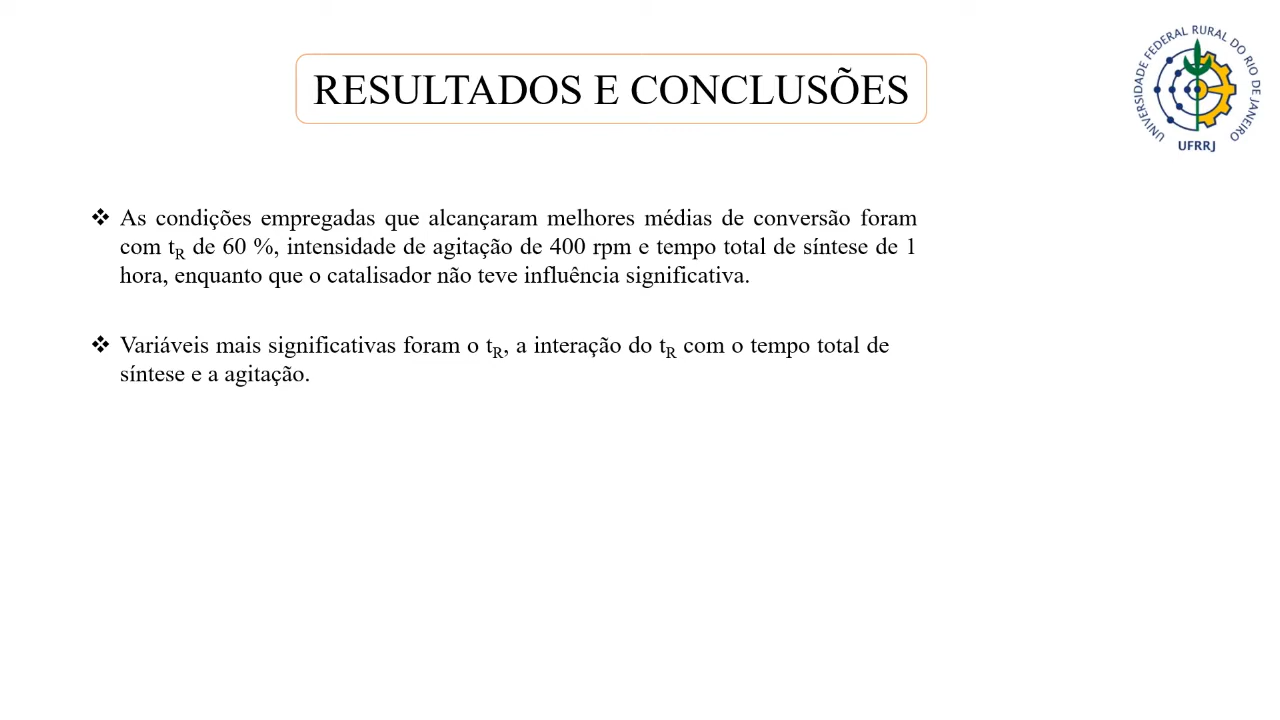 RESULTADOS E CONCLUSÕES
UNIVERSIDADE FEDERAL RURAL DO RIO DE JANEIRO
UFRRJ
❖ As condições empregadas que alcançaram melhores médias de conversão foram
com tR de 60 %, intensidade de agitação de 400 rpm e tempo total de síntese de 1
hora, enquanto que o catalisador não teve influência significativa.
❖ Variáveis mais significativas foram o tR, a interação do tR com o tempo total de
síntese e a agitação.